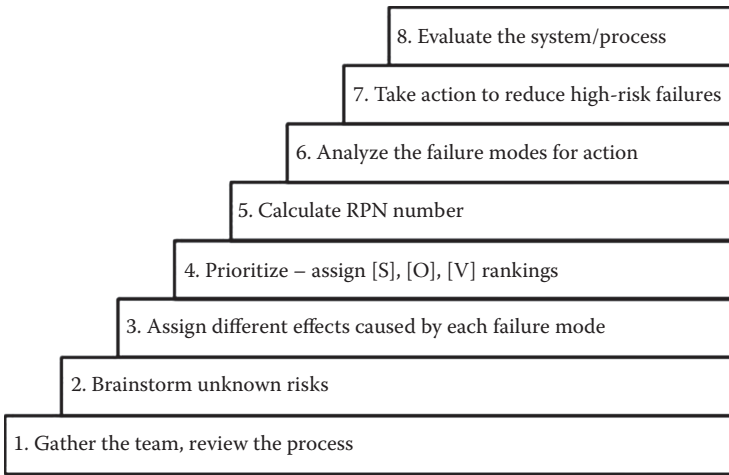 8. Evaluate the system/process
7. Take action to reduce high-risk failures
6. Analyze the failure modes for action
5. Calculate RPN number
4. Prioritize – assign [S], [O], [V] rankings
3. Assign different effects caused by each failure mode
2. Brainstorm unknown risks
1. Gather the team, review the process